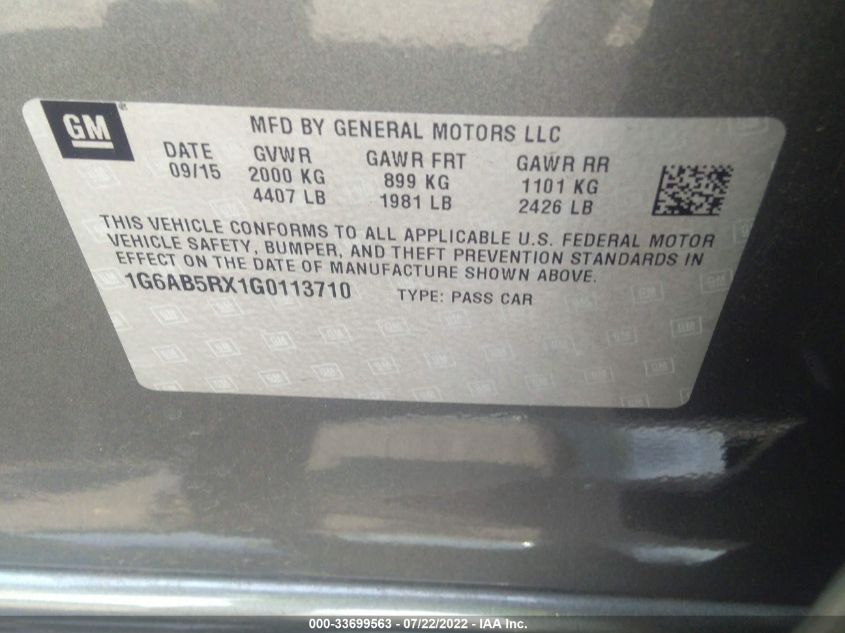 GM
MFD BY GENERAL MOTORS LLC
DATE GVWR GAWR FRT GAWR RR
09/15 2000 KG 899 KG 1101 KG
4407 LB 1981 LB 2426 LB
THIS VEHICLE CONFORMS TO ALL APPLICABLE U.S. FEDERAL MOTOR
VEHICLE SAFETY, BUMPER, AND THEFT PREVENTION STANDARDS IN
EFFECT ON THE DATE OF MANUFACTURE SHOWN ABOVE.
1G6AB5RX1G0113710 TYPE: PASS CAR
000-33699563 - 07/22/2022 - IAA Inc.